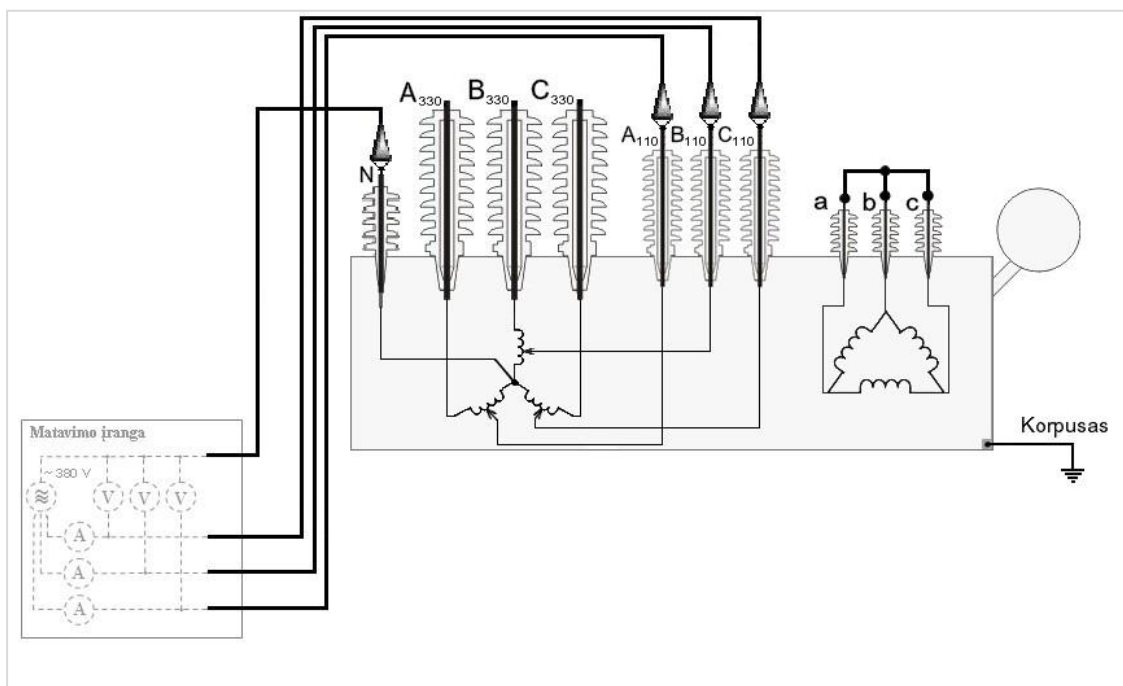 A330 B330 C330
A110 B110 C110
N
a b c
Korpusas
Matavimo įranga
~ 380 V
V V V
A
A
A